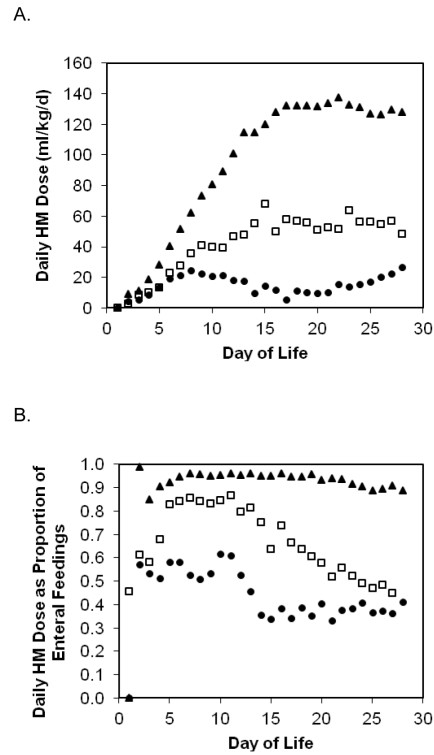 A.
160
140
120
100
80
60
40
20
0
Daily HM Dose (ml/kg/d)
0 5 10 15 20 25 30
Day of Life
B.
1.0
0.9
0.8
0.7
0.6
0.5
0.4
0.3
0.2
0.1
0.0
Daily HM Dose as Proportion of
Enteral Feedings
0 5 10 15 20 25 30
Day of Life